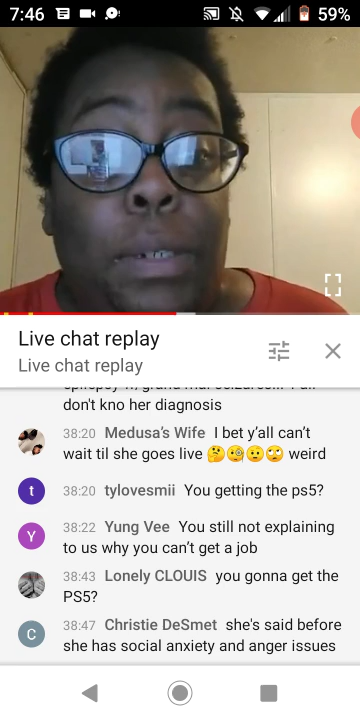 7:46 59%
Live chat replay
Live chat replay
don't kno her diagnosis
38:20 Medusa's Wife I bet y'all can't
wait til she goes live 🤔🧐😟🙄 weird
t 38:20 tylovesmii You getting the ps5?
38:22 Yung Vee You still not explaining
Y to us why you can't get a job
38:43 Lonely CLOUIS you gonna get the
PS5?
38:47 Christie DeSmet she's said before
C she has social anxiety and anger issues